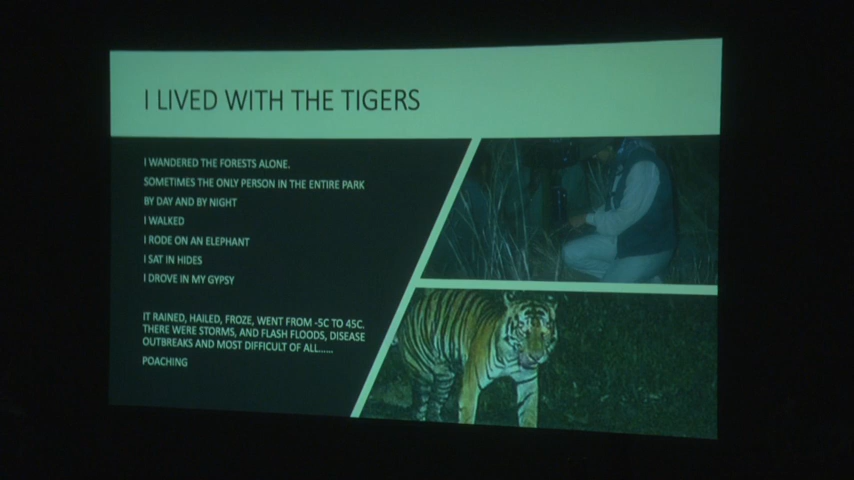 I LIVED WITH THE TIGERS
I WANDERED THE FORESTS ALONE.
SOMETIMES THE ONLY PERSON IN THE ENTIRE PARK
BY DAY AND BY NIGHT
I WALKED
I RODE ON AN ELEPHANT
I SAT IN HIDES
I DROVE IN MY GYPSY
IT RAINED, HAILED, FROZE, WENT FROM -5C TO 45C.
THERE WERE STORMS, AND FLASH FLOODS, DISEASE
OUTBREAKS AND MOST DIFFICULT OF ALL......
POACHING